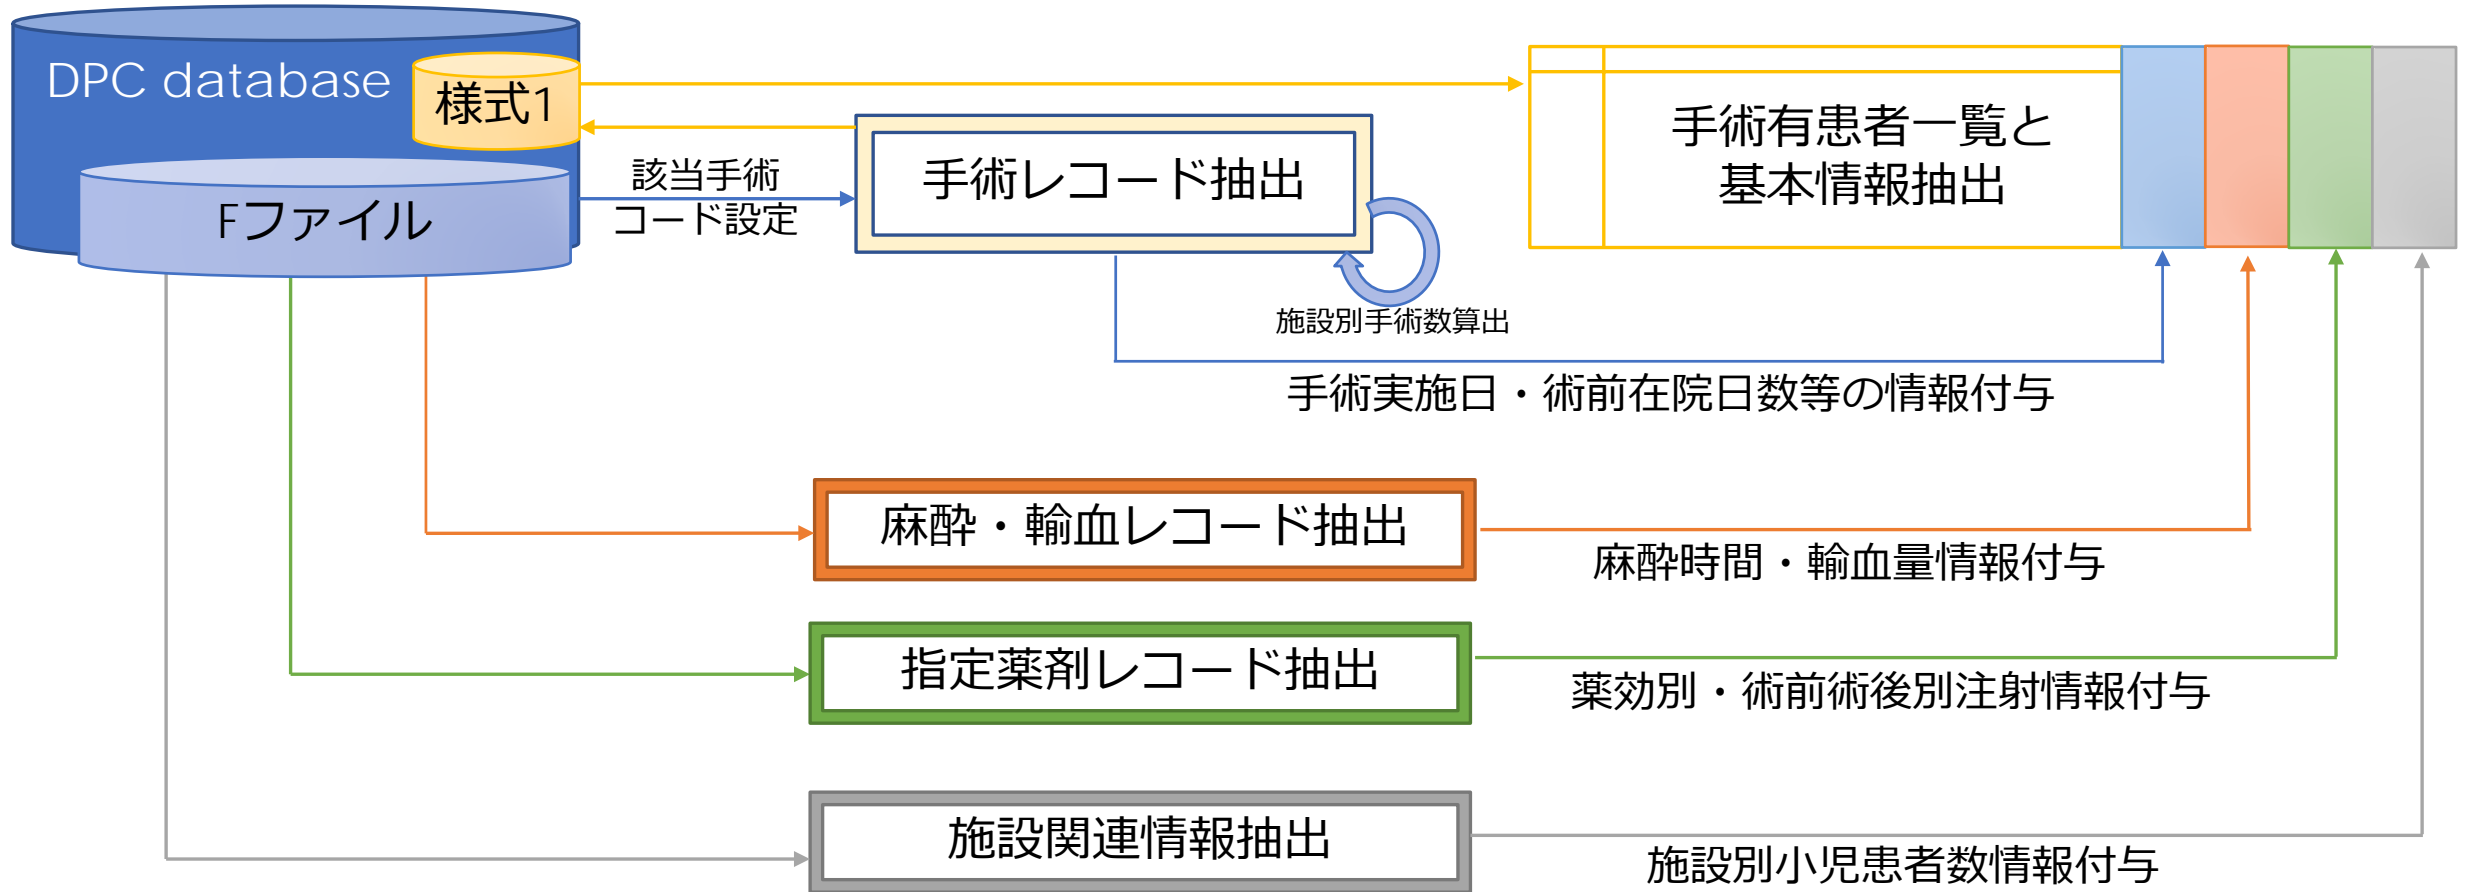 DPC database
様式1
Fファイル
該当手術
コード設定
手術レコード抽出
施設別手術数算出
手術有患者一覧と
基本情報抽出
手術実施日・術前在院日数等の情報付与
麻酔・輸血レコード抽出
麻酔時間・輸血量情報付与
指定薬剤レコード抽出
薬効別・術前術後別注射情報付与
施設関連情報抽出
施設別小児患者数情報付与